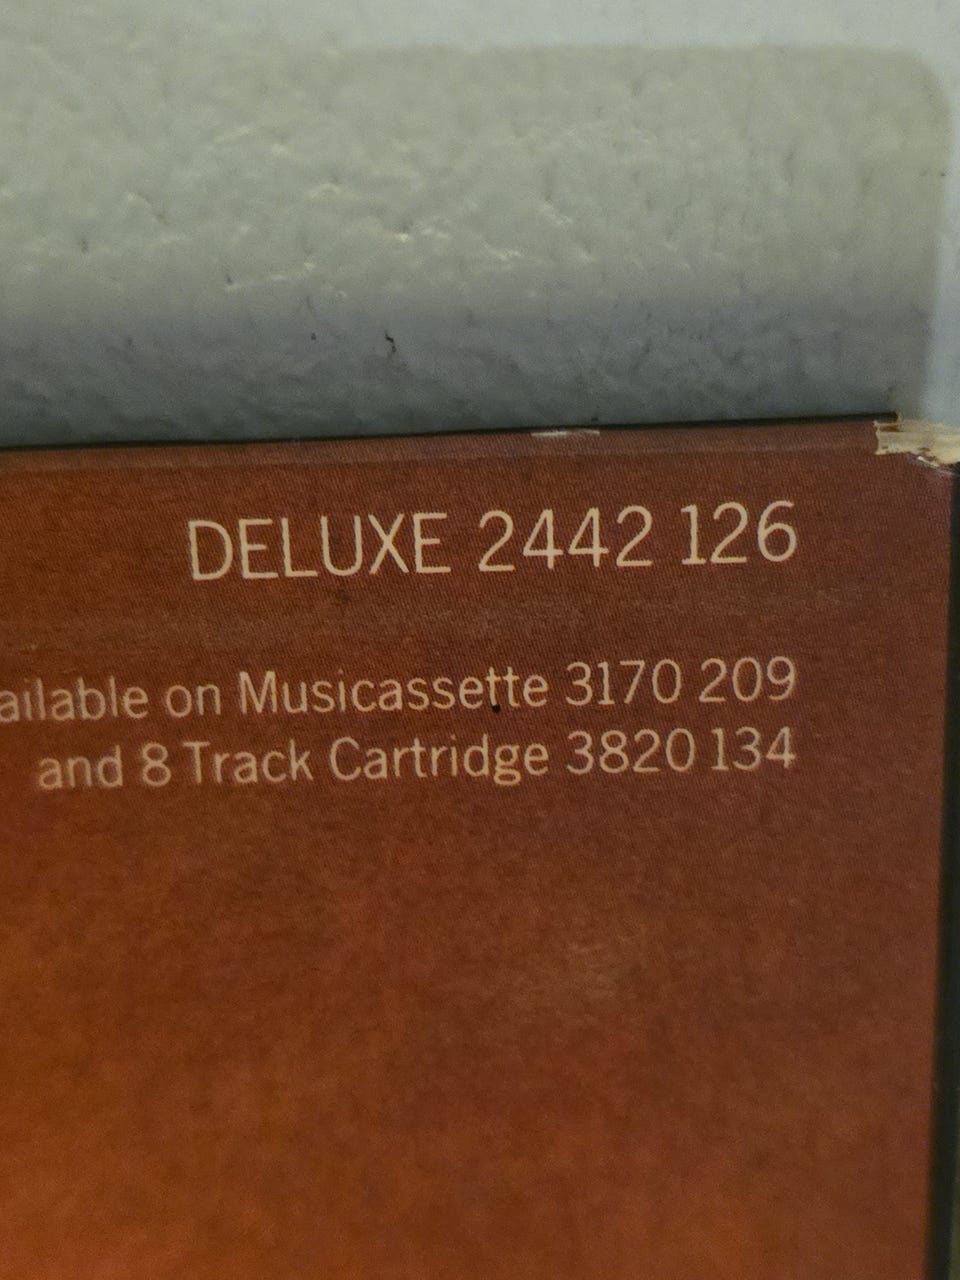 DELUXE 2442 126
ailable on Musicassette 3170 209
and 8 Track Cartridge 3820 134